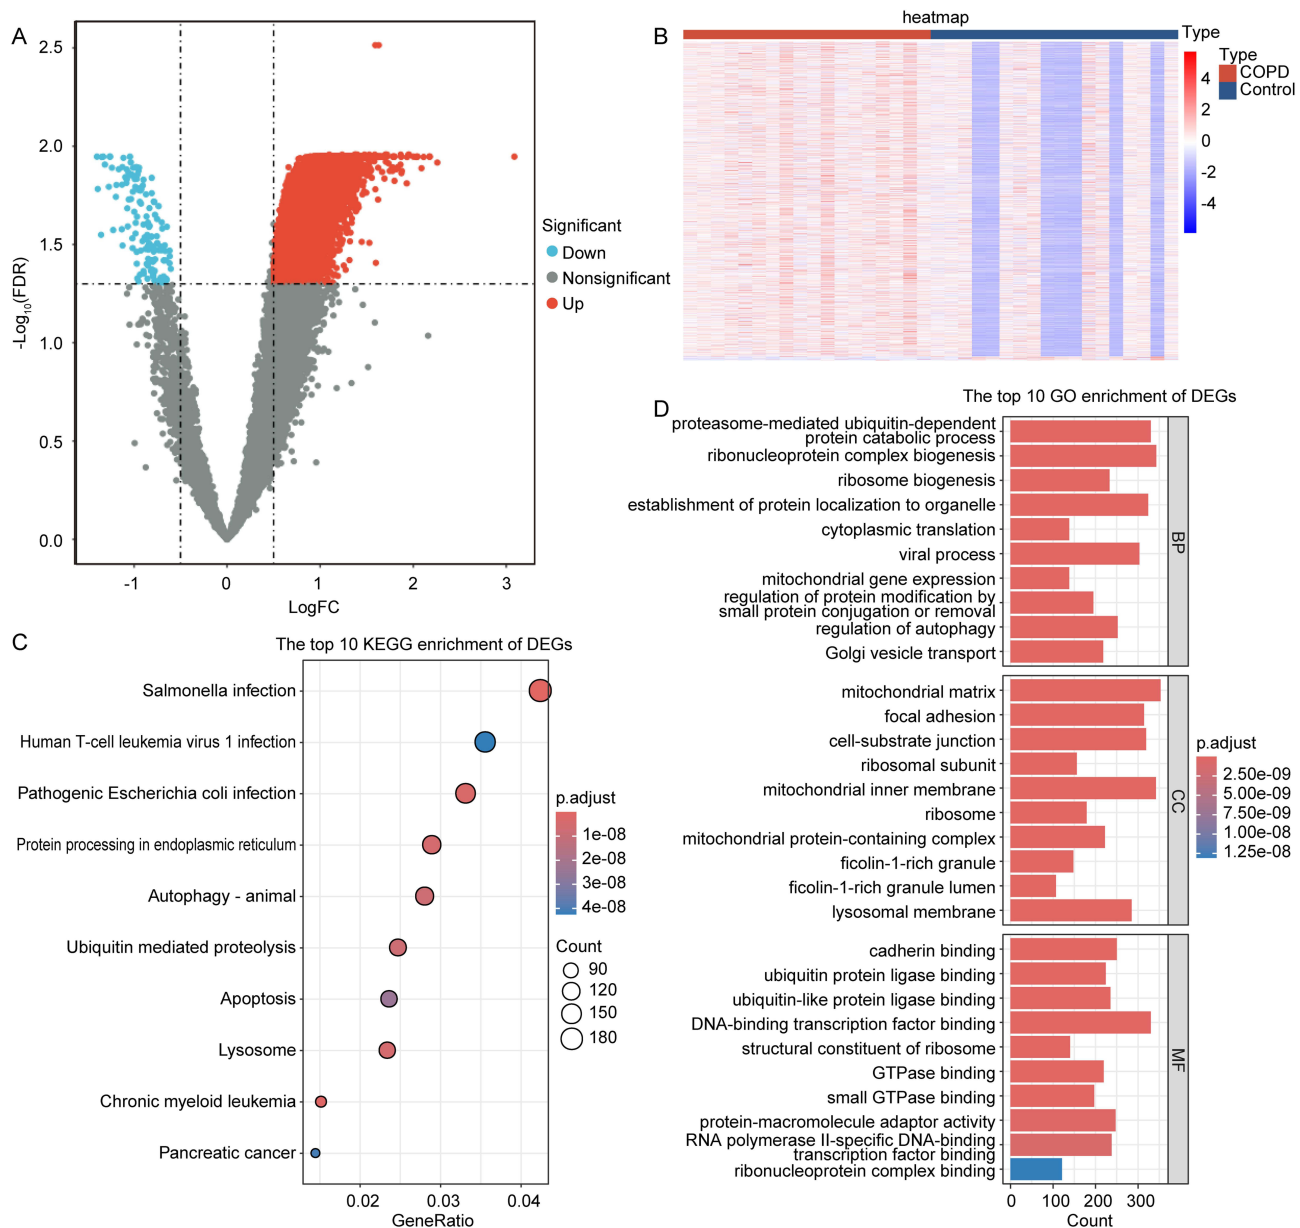 A
2.5
2.0
1.5
1.0
0.5
0.0
-Log10(FDR)
-1
0
1
2
3
LogFC
Significant
Down
Nonsignificant
Up
B
heatmap
Type
4
2
0
-2
-4
Type
COPD
Control
C
The top 10 KEGG enrichment of DEGs
Salmonella infection
Human T-cell leukemia virus 1 infection
Pathogenic Escherichia coli infection
Protein processing in endoplasmic reticulum
Autophagy - animal
Ubiquitin mediated proteolysis
Apoptosis
Lysosome
Chronic myeloid leukemia
Pancreatic cancer
0.02
0.03
0.04
GeneRatio
p.adjust
1e-08
2e-08
3e-08
4e-08
Count
90
120
150
180
D
The top 10 GO enrichment of DEGs
proteasome-mediated ubiquitin-dependent
protein catabolic process
ribonucleoprotein complex biogenesis
ribosome biogenesis
establishment of protein localization to organelle
cytoplasmic translation
viral process
mitochondrial gene expression
regulation of protein modification by
small protein conjugation or removal
regulation of autophagy
Golgi vesicle transport
BP
mitochondrial matrix
focal adhesion
cell-substrate junction
ribosomal subunit
mitochondrial inner membrane
ribosome
mitochondrial protein-containing complex
ficolin-1-rich granule
ficolin-1-rich granule lumen
lysosomal membrane
CC
cadherin binding
ubiquitin protein ligase binding
ubiquitin-like protein ligase binding
DNA-binding transcription factor binding
structural constituent of ribosome
GTPase binding
small GTPase binding
protein-macromolecule adaptor activity
RNA polymerase II-specific DNA-binding
transcription factor binding
ribonucleoprotein complex binding
MF
0
100
200
300
Count
p.adjust
2.50e-09
5.00e-09
7.50e-09
1.00e-08
1.25e-08